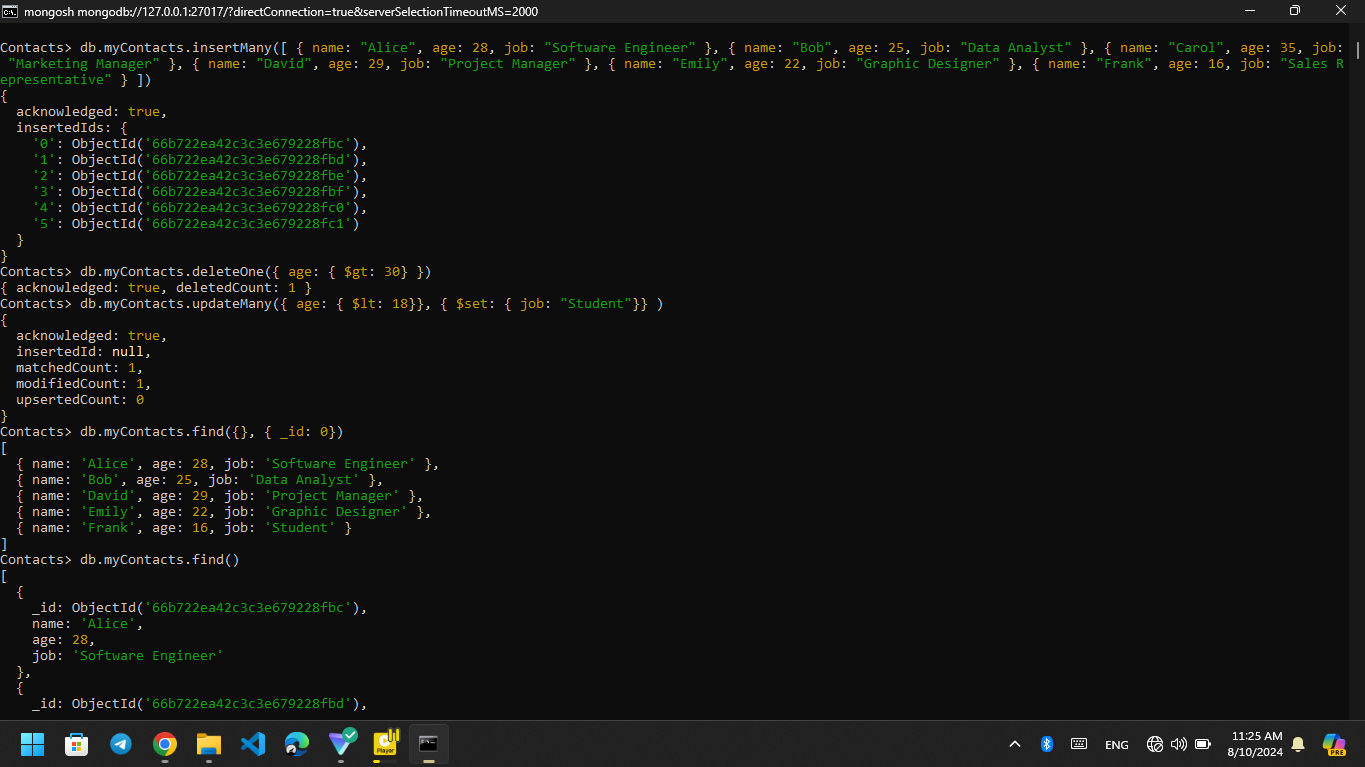 mongosh mongodb://127.0.0.1:27017/?directConnection=true&serverSelectionTimeoutMS=2000
Contacts> db.myContacts.insertMany([ { name: "Alice", age: 28, job: "Software Engineer" }, { name: "Bob", age: 25, job: "Data Analyst" }, { name: "Carol", age: 35, job:
 "Marketing Manager" }, { name: "David", age: 29, job: "Project Manager" }, { name: "Emily", age: 22, job: "Graphic Designer" }, { name: "Frank", age: 16, job: "Sales R
epresentative" } ])
{
  acknowledged: true,
  insertedIds: {
    '0': ObjectId('66b722ea42c3c3e679228fbc'),
    '1': ObjectId('66b722ea42c3c3e679228fbd'),
    '2': ObjectId('66b722ea42c3c3e679228fbe'),
    '3': ObjectId('66b722ea42c3c3e679228fbf'),
    '4': ObjectId('66b722ea42c3c3e679228fc0'),
    '5': ObjectId('66b722ea42c3c3e679228fc1')
  }
}
Contacts> db.myContacts.deleteOne({ age: { $gt: 30} })
{ acknowledged: true, deletedCount: 1 }
Contacts> db.myContacts.updateMany({ age: { $lt: 18}}, { $set: { job: "Student"}} )
{
  acknowledged: true,
  insertedId: null,
  matchedCount: 1,
  modifiedCount: 1,
  upsertedCount: 0
}
Contacts> db.myContacts.find({}, { _id: 0})
[
  { name: 'Alice', age: 28, job: 'Software Engineer' },
  { name: 'Bob', age: 25, job: 'Data Analyst' },
  { name: 'David', age: 29, job: 'Project Manager' },
  { name: 'Emily', age: 22, job: 'Graphic Designer' },
  { name: 'Frank', age: 16, job: 'Student' }
]
Contacts> db.myContacts.find()
[
  {
    _id: ObjectId('66b722ea42c3c3e679228fbc'),
    name: 'Alice',
    age: 28,
    job: 'Software Engineer'
  },
  {
    _id: ObjectId('66b722ea42c3c3e679228fbd'),
Player
ENG
11:25 AM
8/10/2024
PRE